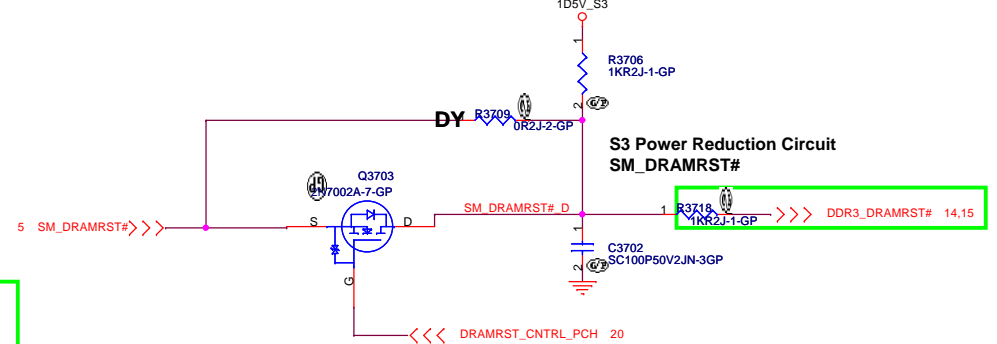 1D5V_S3
1
R3706
1KR2J-1-GP
2
DY
R3709
0R2J-2-GP
S3 Power Reduction Circuit
SM_DRAMRST#
Q3703
2N7002A-7-GP
5 SM_DRAMRST#
S
D
SM_DRAMRST#_D
1
R3718
1KR2J-1-GP
DDR3_DRAMRST# 14,15
1
C3702
SC100P50V2JN-3GP
2
G
DRAMRST_CNTRL_PCH 20